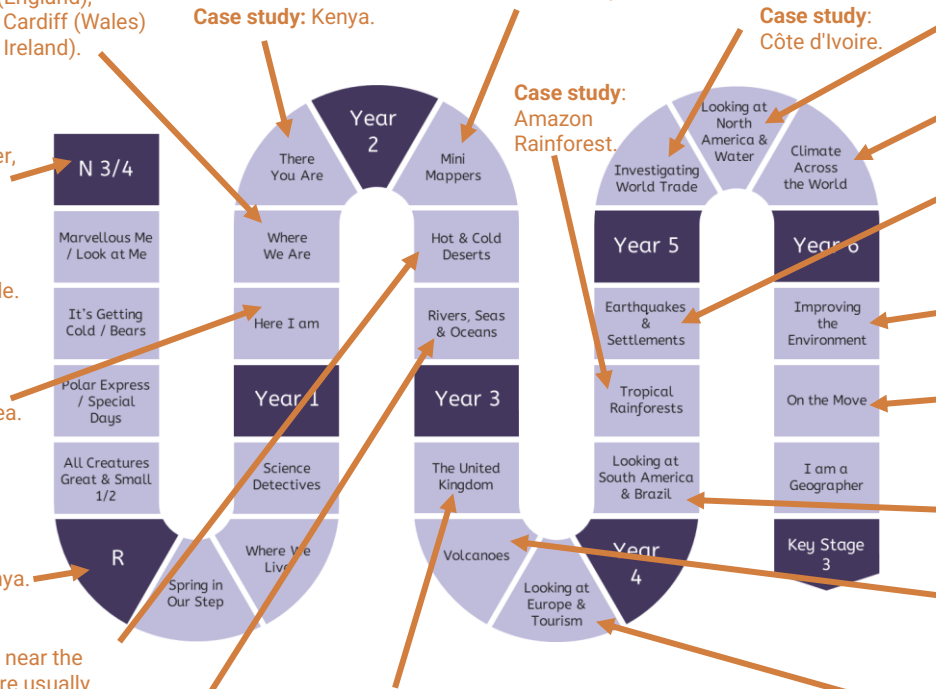 (England),
Cardiff (Wales)
Ireland).
Case study: Kenya.
Case study:
Côte d'Ivoire.
Case study:
Amazon
Rainforest.
N 3/4
Marvellous Me
/ Look at Me
It's Getting
Cold / Bears
Polar Express
/ Special
Days
All Creatures
Great & Small
1/2
R
Spring in
Our Step
Where We
Live
Science
Detectives
Year 1
Here I am
Where
We Are
There
You Are
Year
2
Mini
Mappers
Hot & Cold
Deserts
Rivers, Seas
& Oceans
Year 3
The United
Kingdom
Volcanoes
Looking at
Europe &
Tourism
Year
4
Looking at
South America
& Brazil
Tropical
Rainforests
Earthquakes
&
Settlements
Year 5
Investigating
World Trade
Looking at
North
America &
Water
Climate
Across
the World
Year 6
Improving
the
Environment
On the Move
I am a
Geographer
Key Stage
3
near the
re usually